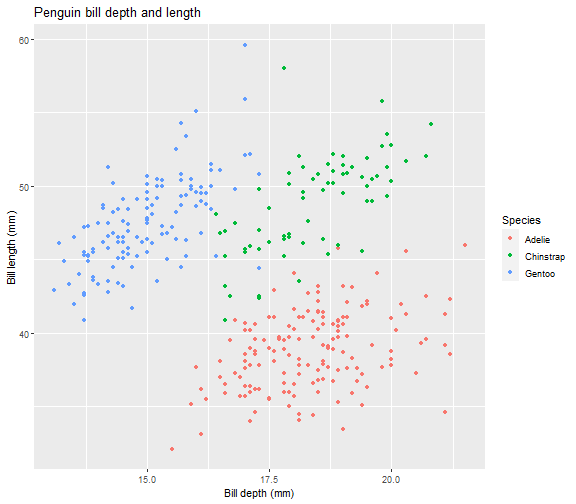 Penguin bill depth and length
60
50
40
Bill length (mm)
15.0 17.5 20.0
Bill depth (mm)
Species
Adelie
Chinstrap
Gentoo